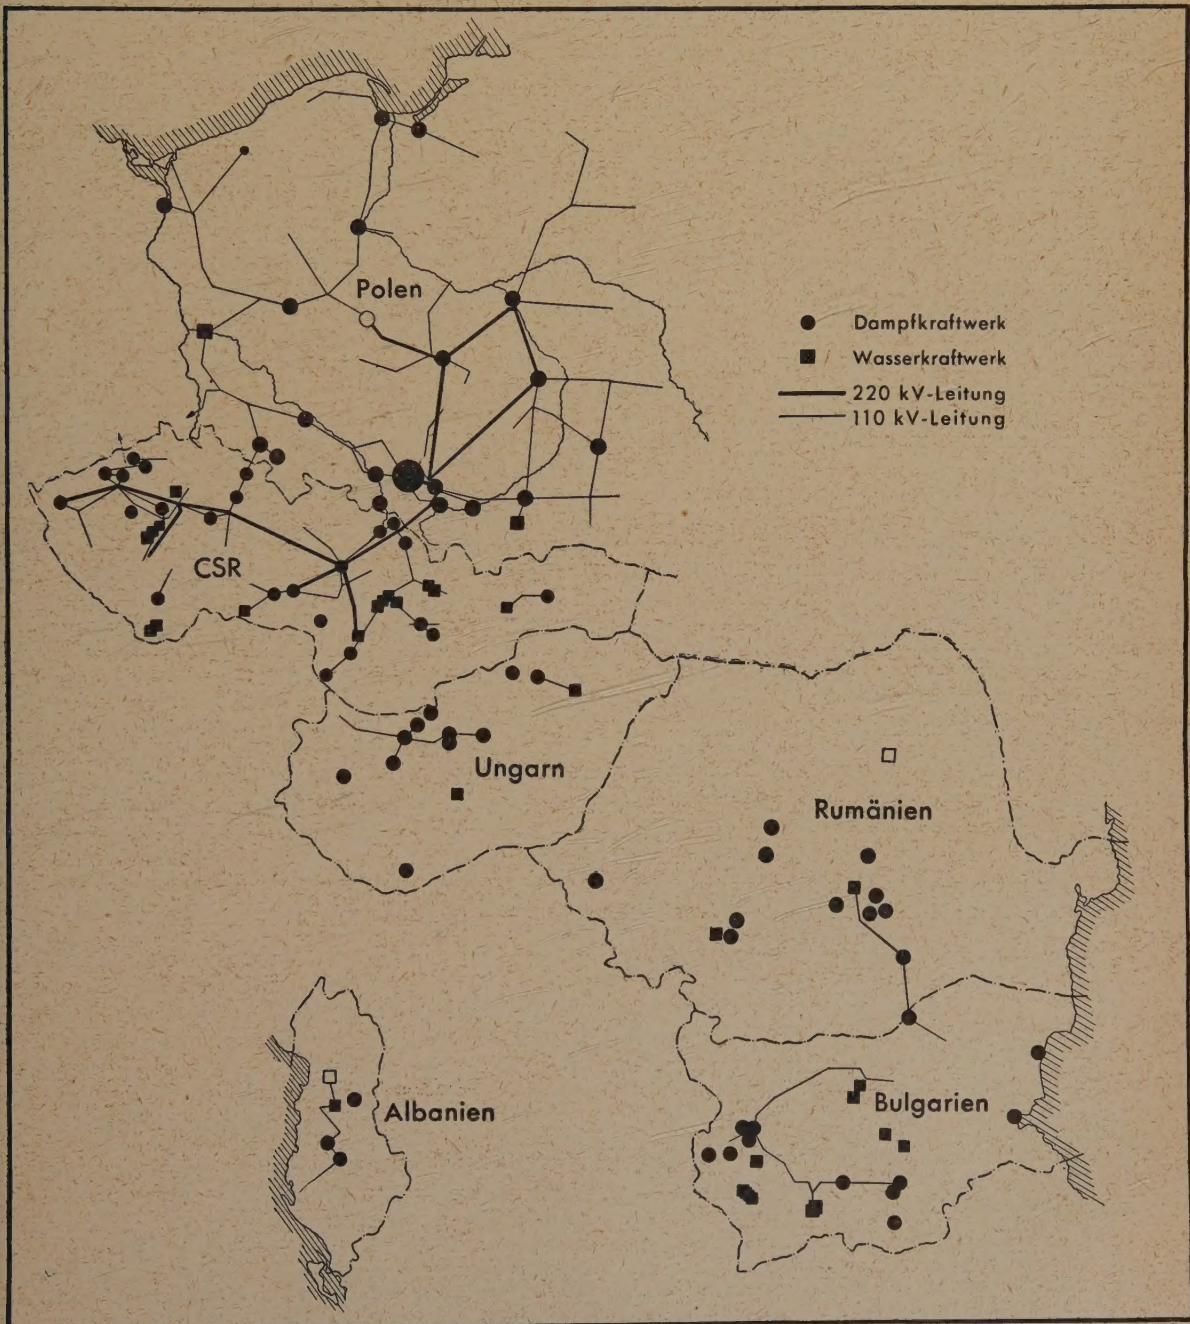 Polen
Dampfkraftwerk
Wasserkraftwerk
220 kV-Leitung
110 kV-Leitung
CSR
Ungarn
Rumänien
Albanien
Bulgarien